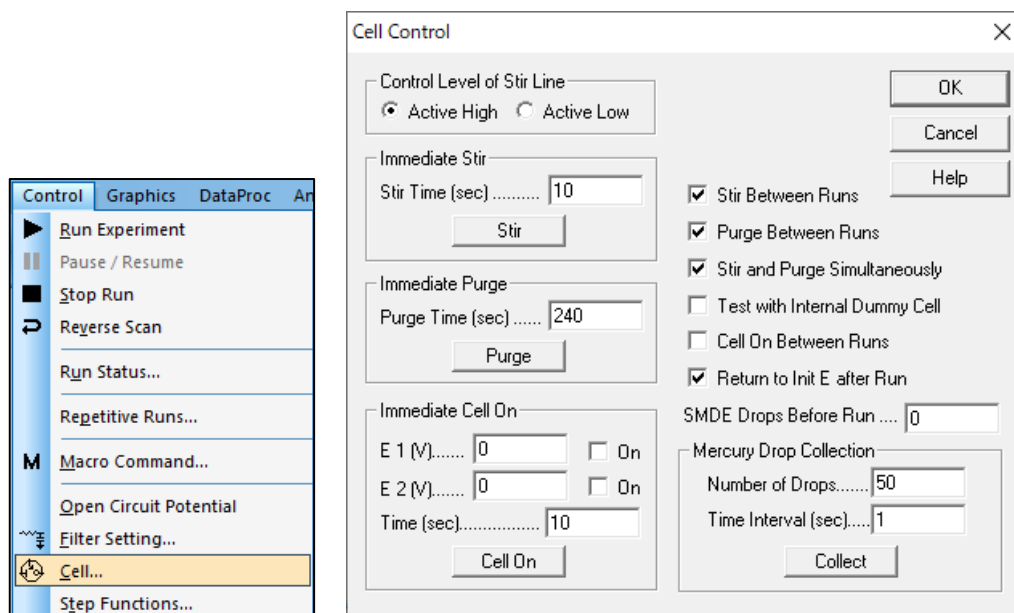 Control Graphics DataProc An
Run Experiment
Pause / Resume
Stop Run
Reverse Scan
Run Status...
Repetitive Runs...
M Macro Command...
Open Circuit Potential
Filter Setting...
Cell...
Step Functions...
Cell Control
Control Level of Stir Line
Active High Active Low
Immediate Stir
Stir Time (sec) .......... 10
Stir
Immediate Purge
Purge Time (sec) ...... 240
Purge
Immediate Cell On
E 1 (V)....... 0 On
E 2 (V)....... 0 On
Time (sec)................. 10
Cell On
OK
Cancel
Help
Stir Between Runs
Purge Between Runs
Stir and Purge Simultaneously
Test with Internal Dummy Cell
Cell On Between Runs
Return to Init E after Run
SMDE Drops Before Run .... 0
Mercury Drop Collection
Number of Drops....... 50
Time Interval (sec)..... 1
Collect